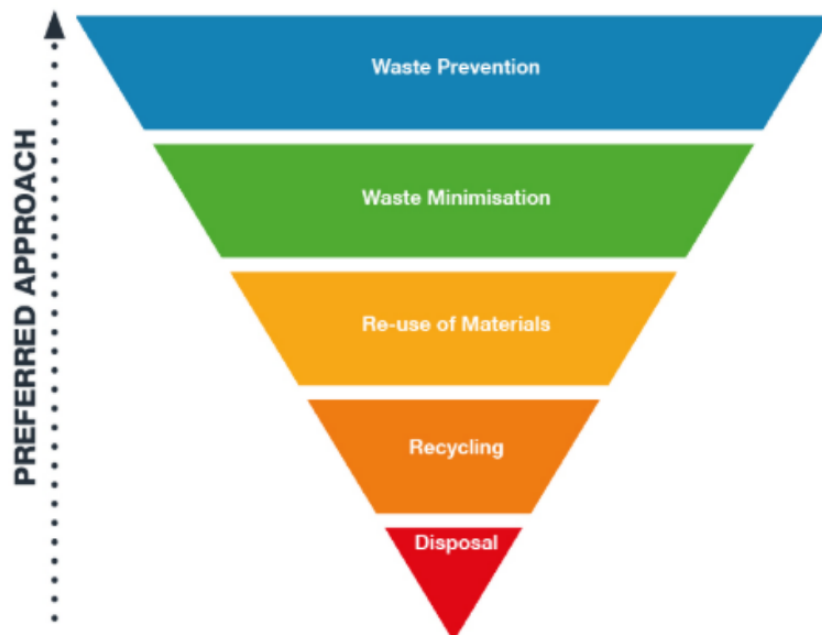 PREFERRED APPROACH
Waste Prevention
Waste Minimisation
Re-use of Materials
Recycling
Disposal